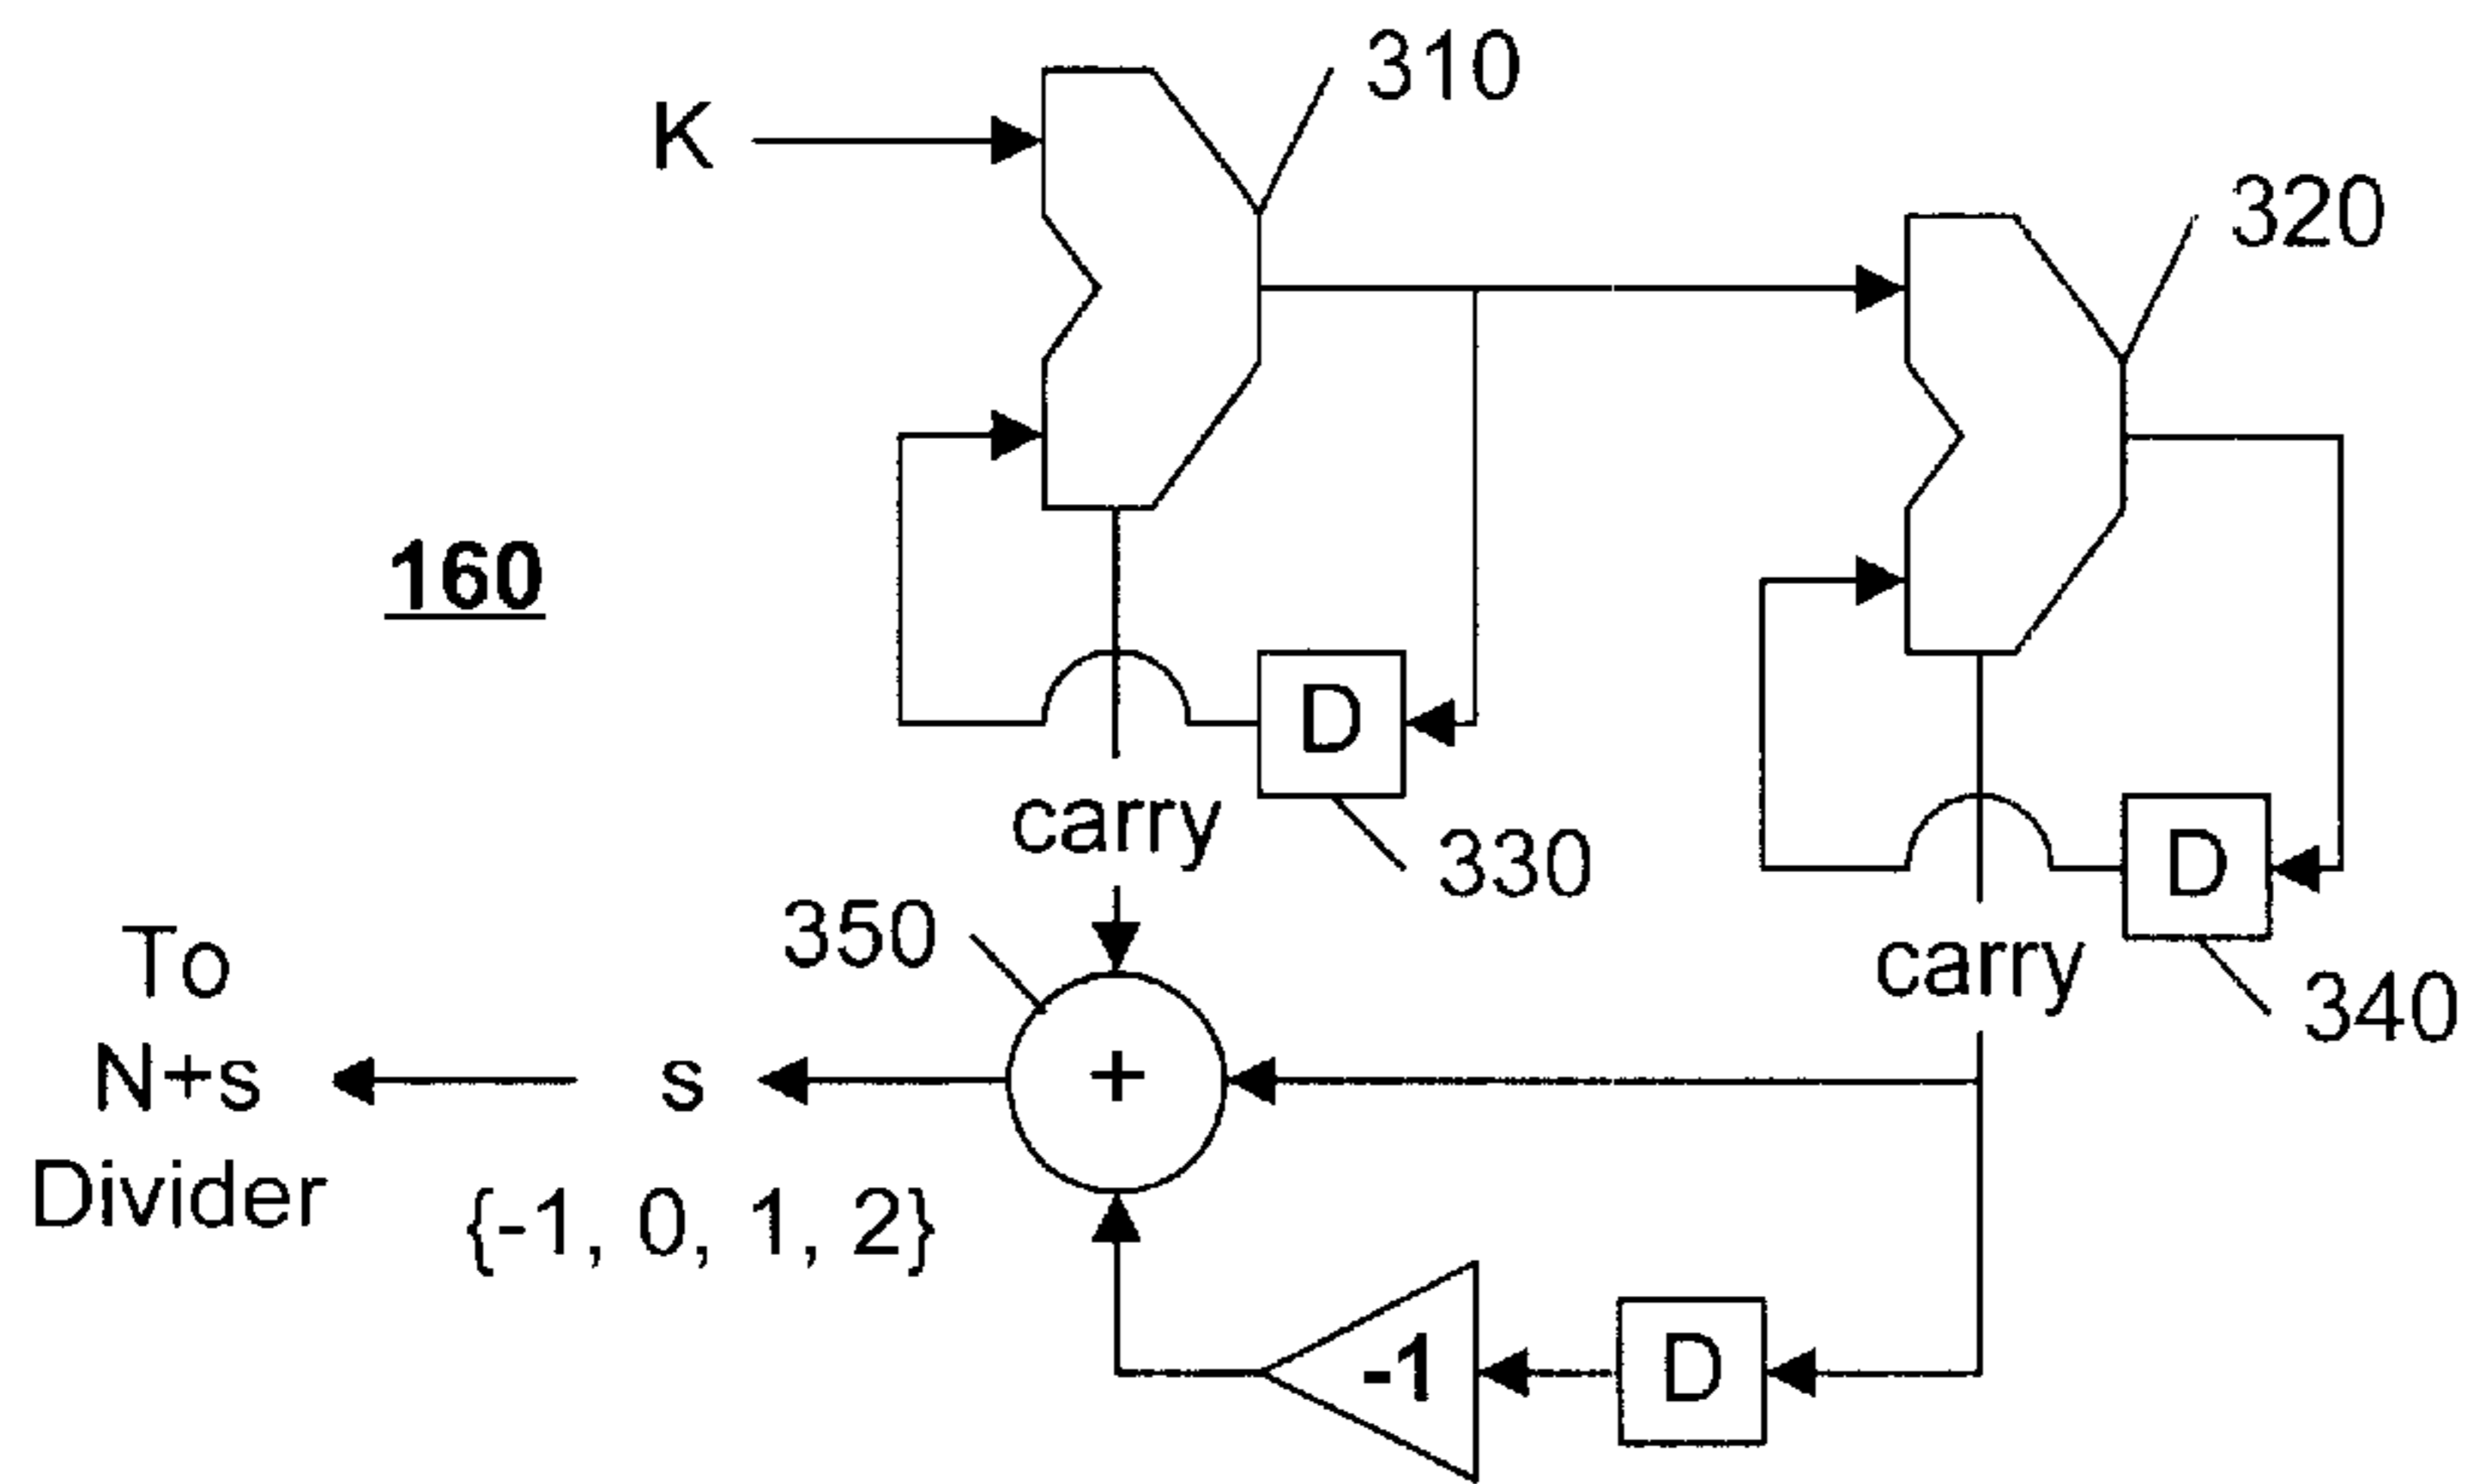 310
K
320
160
D
carry
330
D
350
carry
340
To
N+s
Divider
s
+
{-1, 0, 1, 2}
-1
D